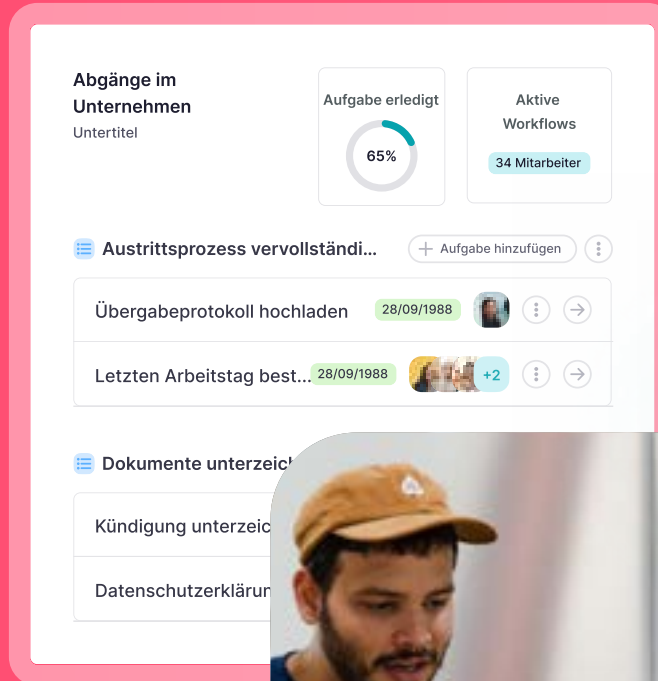 Abgänge im
Unternehmen
Untertitel
Aufgabe erledigt
65%
Aktive
Workflows
34 Mitarbeiter
Austrittsprozess vervollständi...
Aufgabe hinzufügen
Übergabeprotokoll hochladen
28/09/1988
Letzten Arbeitstag best...
28/09/1988
+2
Dokumente unterzeich
Kündigung unterzeic
Datenschutzerklärun